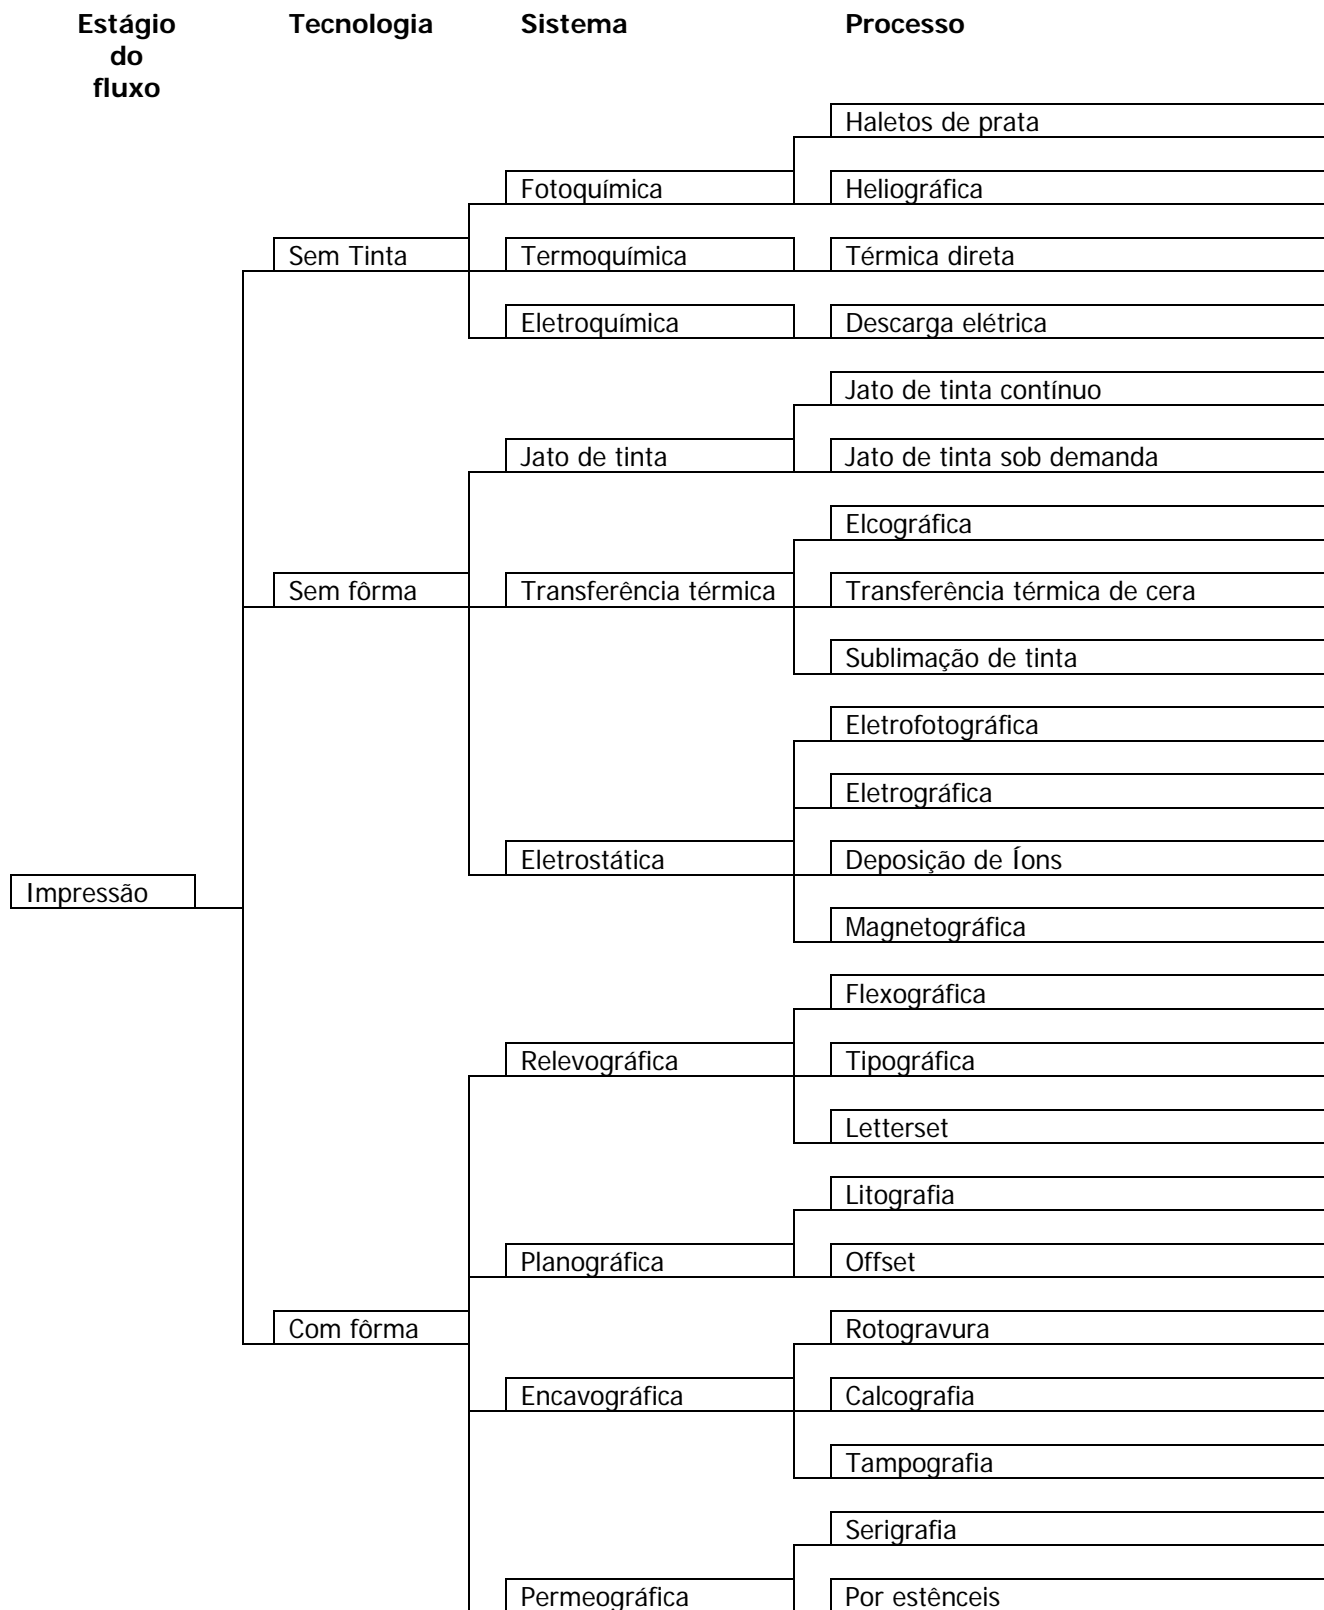 Estágio
do
fluxo
Tecnologia
Sistema
Processo
Haletos de prata
Fotoquímica
Heliográfica
Sem Tinta
Termoquímica
Térmica direta
Eletroquímica
Descarga elétrica
Jato de tinta contínuo
Jato de tinta
Jato de tinta sob demanda
Elcográfica
Sem fôrma
Transferência térmica
Transferência térmica de cera
Sublimação de tinta
Eletrofotográfica
Eletrográfica
Eletrostática
Deposição de Íons
Impressão
Magnetográfica
Flexográfica
Relevográfica
Tipográfica
Letterset
Litografia
Planográfica
Offset
Com fôrma
Rotogravura
Encavográfica
Calcografia
Tampografia
Serigrafia
Permeográfica
Por estênceis